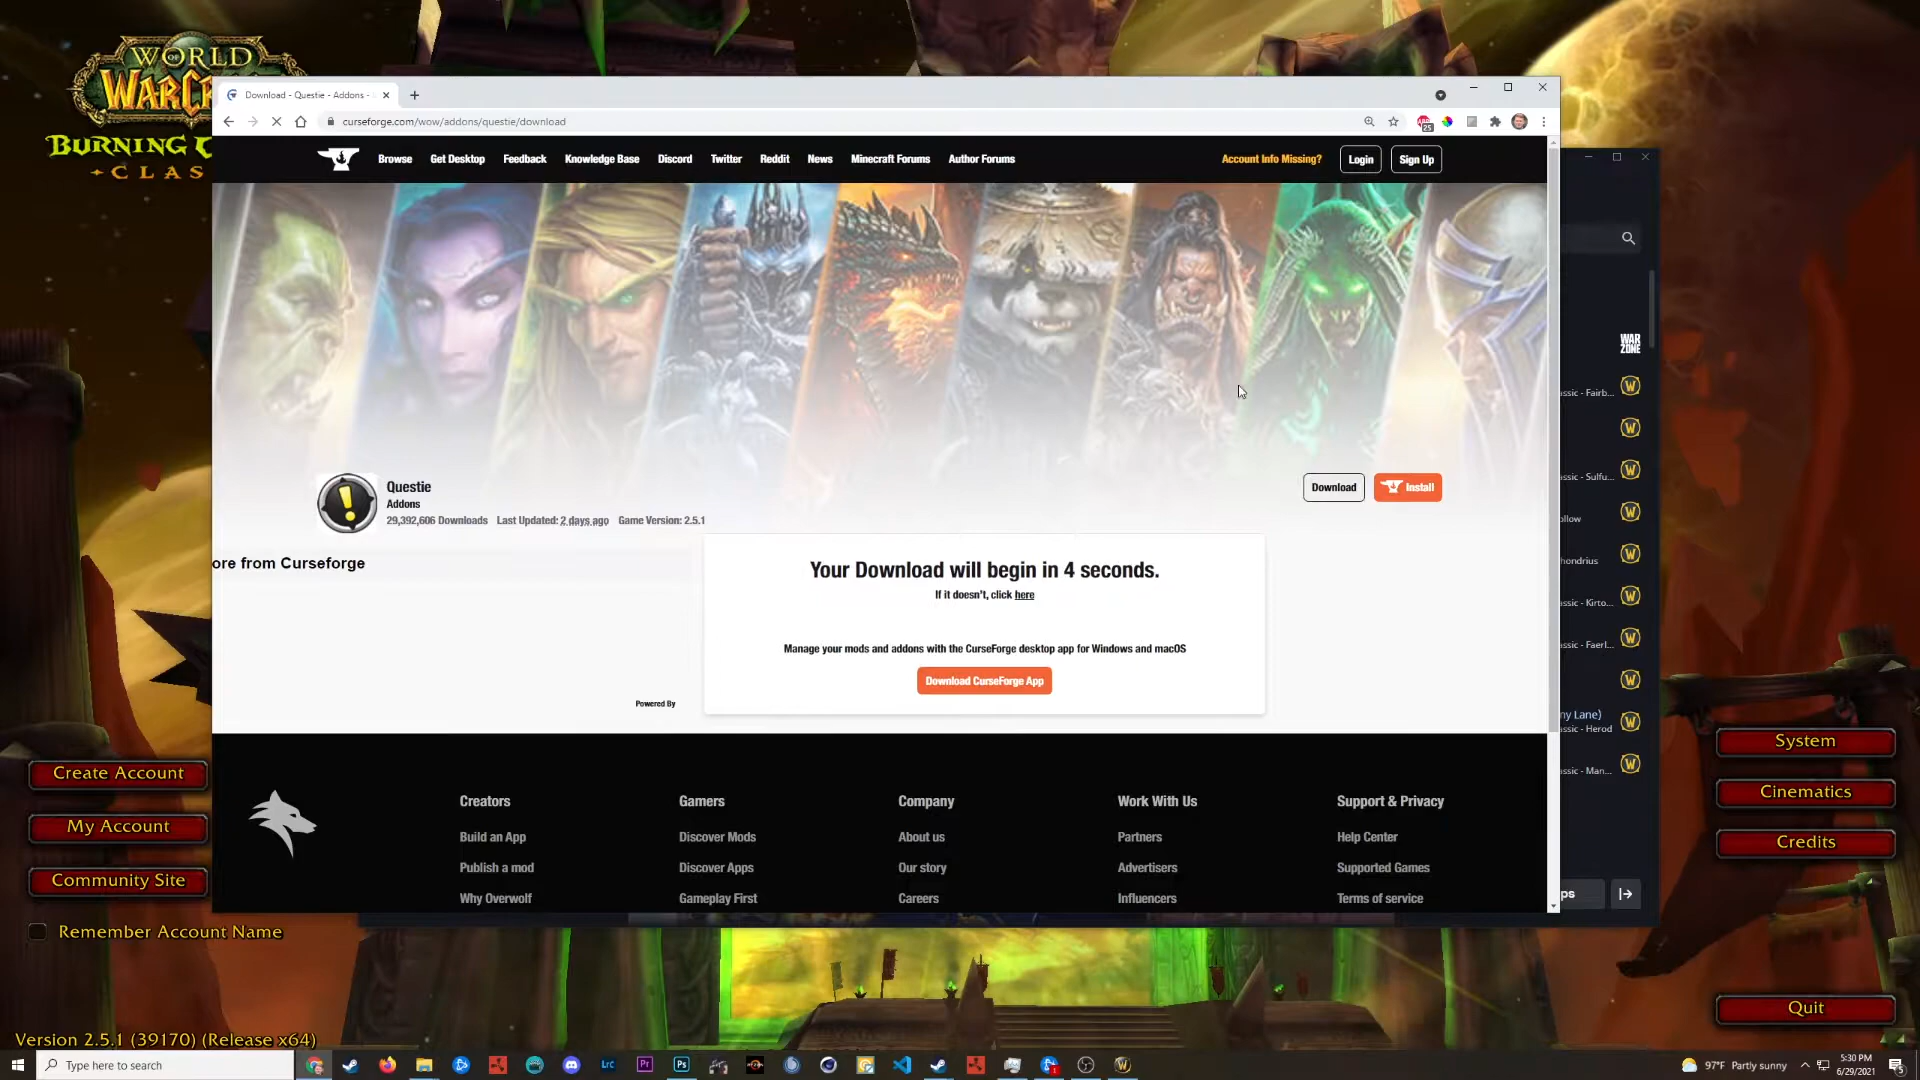 WORLD
OF
WARC
BURNING C
CLAS
Download - Questie - Addons -
curseforge.com/wow/addons/questie/download
25
Browse Get Desktop Feedback Knowledge Base Discord Twitter Reddit News Minecraft Forums Author Forums
Account Info Missing? Login Sign Up
WAR
ZONE
Questie
Addons
29,392,606 Downloads Last Updated: 2 days ago Game Version: 2.5.1
Download Install
ore from Curseforge
Your Download will begin in 4 seconds.
If it doesn't, click here
Manage your mods and addons with the CurseForge desktop app for Windows and macOS
Download CurseForge App
Powered By
ssic - Fairb...
ssic - Sulfu...
ollow
hondrius
ssic - Kirto...
ssic - Faerl...
ny Lane)
ssic - Herod
ssic - Man...
ps
Creators
Build an App
Publish a mod
Why Overwolf
Gamers
Discover Mods
Discover Apps
Gameplay First
Company
About us
Our story
Careers
Work With Us
Partners
Advertisers
Influencers
Support & Privacy
Help Center
Supported Games
Terms of service
Create Account
My Account
Community Site
Remember Account Name
System
Cinematics
Credits
Quit
Version 2.5.1 (39170) (Release x64)
Type here to search
Lrc
Pr
Ps
97°F Partly sunny
5:30 PM
6/29/2021